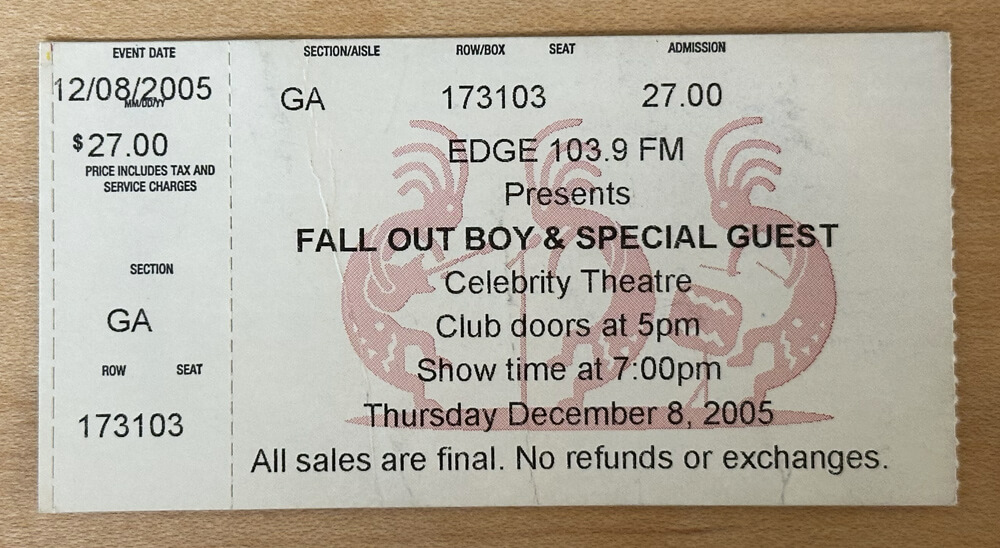 EVENT DATE
12/08/2005
MM/DD/YY
$27.00
PRICE INCLUDES TAX AND
SERVICE CHARGES
SECTION
GA
ROW SEAT
173103
SECTION/AISLE ROW/BOX SEAT ADMISSION
GA 173103 27.00
EDGE 103.9 FM
Presents
FALL OUT BOY & SPECIAL GUEST
Celebrity Theatre
Club doors at 5pm
Show time at 7:00pm
Thursday December 8, 2005
All sales are final. No refunds or exchanges.